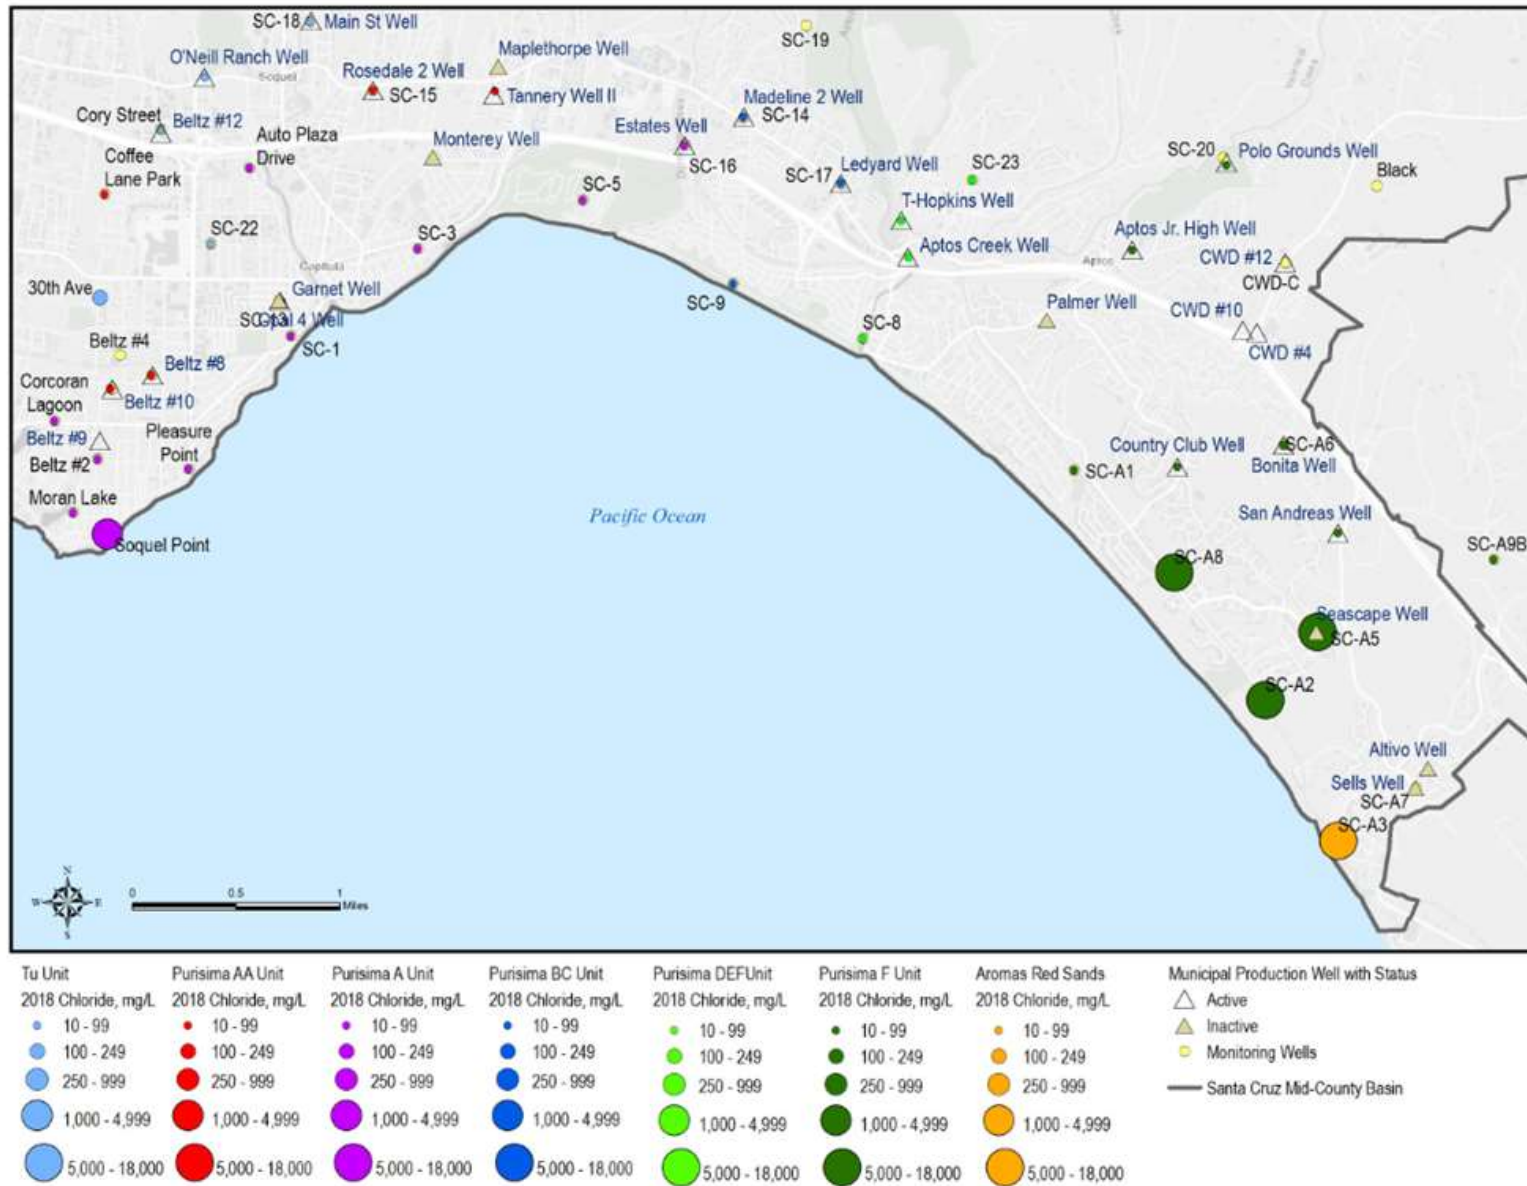 SC-18
Main St Well
SC-19
O'Neill Ranch Well
Soquel
Maplethorpe Well
Rosedale 2 Well
SC-15
Tannery Well II
Madeline 2 Well
SC-14
Cory Street
Beltz #12
Auto Plaza
Drive
Monterey Well
Estates Well
SC-16
Coffee
Lane Park
SC-17
Ledyard Well
SC-23
SC-20
Polo Grounds Well
Black
SC-5
T-Hopkins Well
SC-22
SC-3
Aptos Creek Well
Aptos Jr. High Well
Aptos
CWD #12
CWD-C
Capitola
30th Ave
Garnet Well
SC-13
Opal 4 Well
SC-1
SC-9
SC-8
Palmer Well
CWD #10
CWD #4
Beltz #4
Beltz #8
Corcoran
Lagoon
Beltz #10
Beltz #9
Pleasure
Point
Beltz #2
Country Club Well
SC-A6
Bonita Well
SC-A1
Moran Lake
Soquel Point
Pacific Ocean
San Andreas Well
SC-A9B
SC-A8
Seascape Well
SC-A5
SC-A2
Altivo Well
Sells Well
SC-A7
SC-A3
N
W E
S
0 0.5 1
Miles
Tu Unit
2018 Chloride, mg/L
10 - 99
100 - 249
250 - 999
1,000 - 4,999
5,000 - 18,000
Purisima AA Unit
2018 Chloride, mg/L
10 - 99
100 - 249
250 - 999
1,000 - 4,999
5,000 - 18,000
Purisima A Unit
2018 Chloride, mg/L
10 - 99
100 - 249
250 - 999
1,000 - 4,999
5,000 - 18,000
Purisima BC Unit
2018 Chloride, mg/L
10 - 99
100 - 249
250 - 999
1,000 - 4,999
5,000 - 18,000
Purisima DEFUnit
2018 Chloride, mg/L
10 - 99
100 - 249
250 - 999
1,000 - 4,999
5,000 - 18,000
Purisima F Unit
2018 Chloride, mg/L
10 - 99
100 - 249
250 - 999
1,000 - 4,999
5,000 - 18,000
Aromas Red Sands
2018 Chloride, mg/L
10 - 99
100 - 249
250 - 999
1,000 - 4,999
5,000 - 18,000
Municipal Production Well with Status
Active
Inactive
Monitoring Wells
Santa Cruz Mid-County Basin